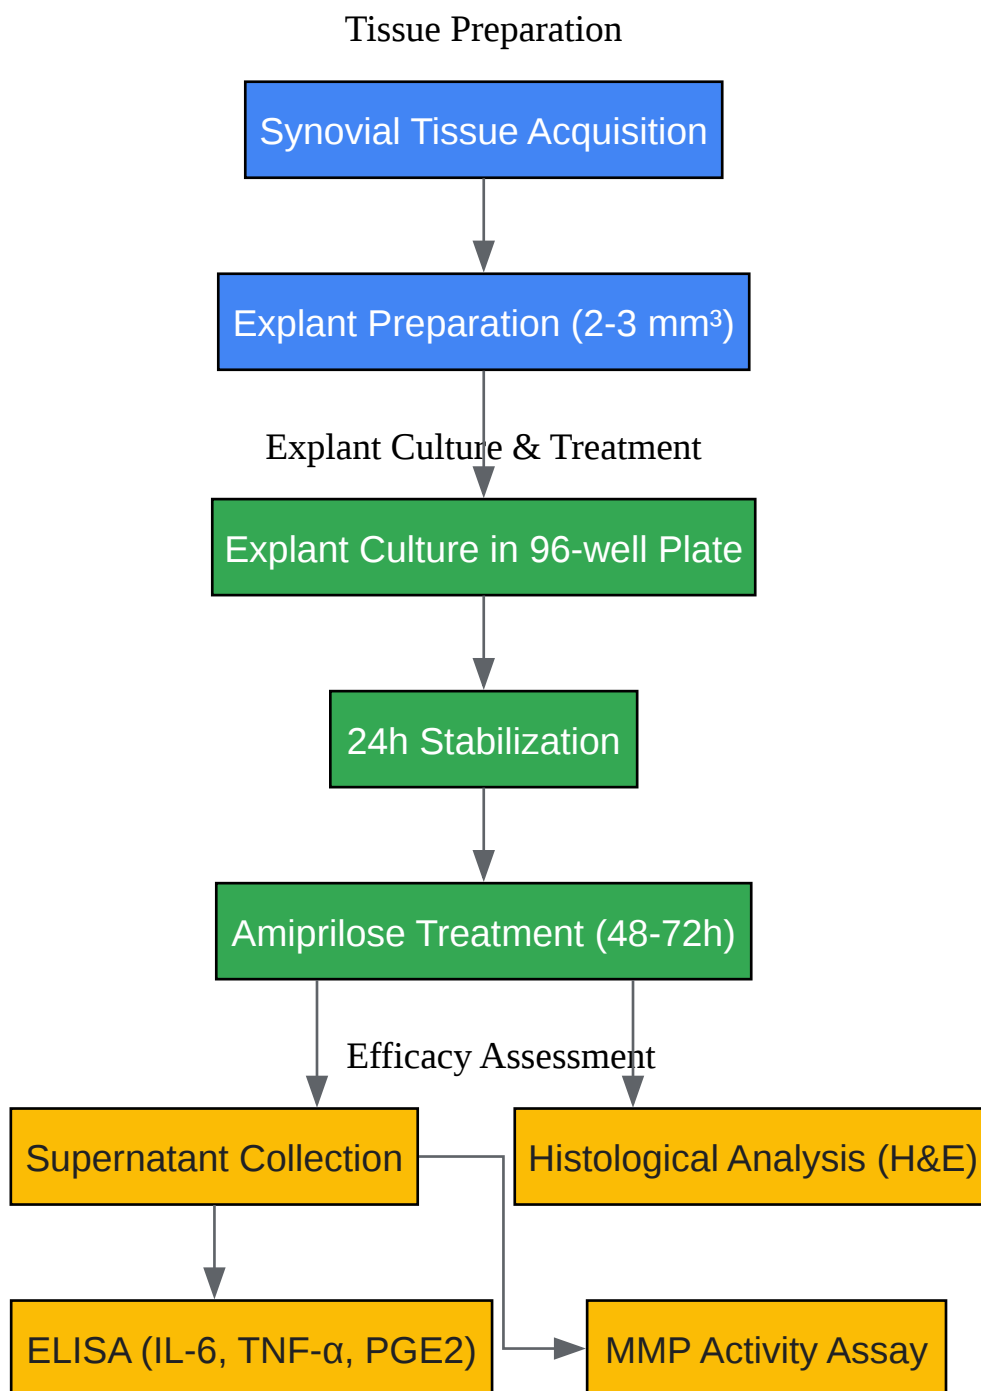 Tissue Preparation
Synovial Tissue Acquisition
Explant Preparation (2-3 mm³)
Explant Culture & Treatment
Explant Culture in 96-well Plate
24h Stabilization
Amiprilose Treatment (48-72h)
Efficacy Assessment
Supernatant Collection
Histological Analysis (H&E)
ELISA (IL-6, TNF-α, PGE2)
MMP Activity Assay